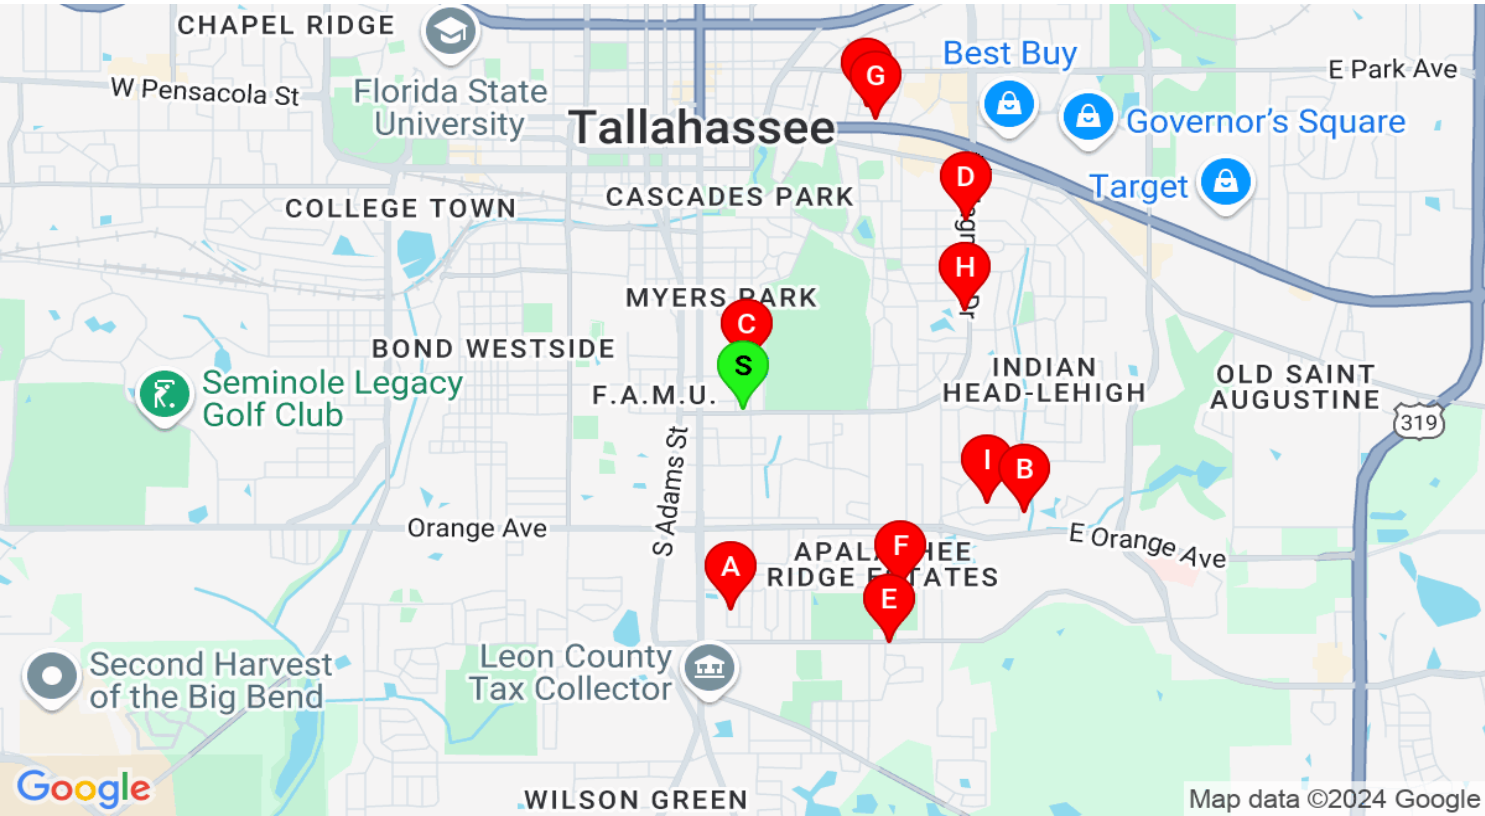 CHAPEL RIDGE
Best Buy
E Park Ave
W Pensacola St
Florida State
University
G
Tallahassee
Governor's Square
D
Target
CASCADES PARK
COLLEGE TOWN
H
MYERS PARK
C
BOND WESTSIDE
S
INDIAN
HEAD-LEHIGH
OLD SAINT
AUGUSTINE
Seminole Legacy
Golf Club
F.A.M.U.
319
S Adams St
I
B
Orange Ave
E Orange Ave
F
A
RIDGE ESTATES
E
Leon County
Tax Collector
Second Harvest
of the Big Bend
Google
WILSON GREEN
Map data ©2024 Google